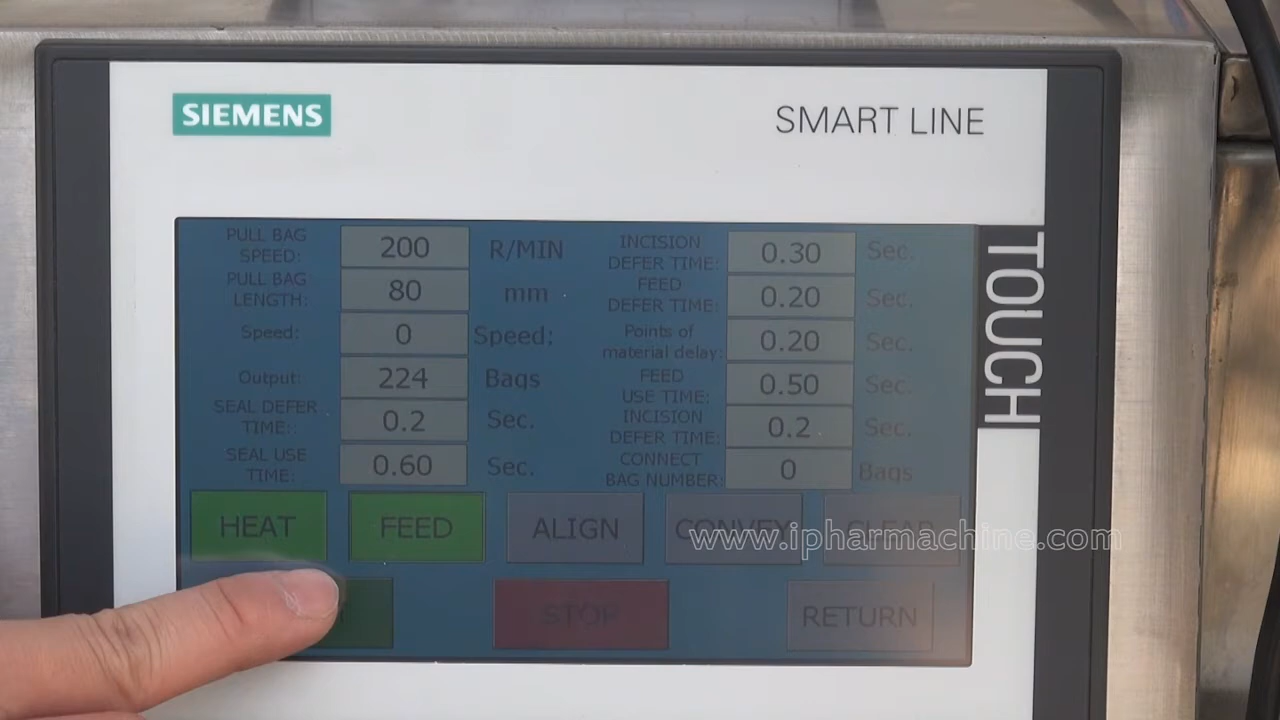 SIEMENS
SMART LINE
TOUCH
PULL BAG
SPEED:
200
R/MIN
PULL BAG
LENGTH:
80
mm
Speed:
0
Speed:
Output:
224
Bags
SEAL DEFER
TIME:
0.2
Sec.
SEAL USE
TIME:
0.60
Sec.
INCISION
DEFER TIME:
0.30
Sec.
FEED
DEFER TIME:
0.20
Sec.
Points of
material delay:
0.20
Sec.
FEED
USE TIME:
0.50
Sec.
INCISION
DEFER TIME:
0.2
Sec.
CONNECT
BAG NUMBER:
0
Bags
HEAT
FEED
ALIGN
CONVEY
CLEAR
www.ipharmachine.com
STOP
RETURN